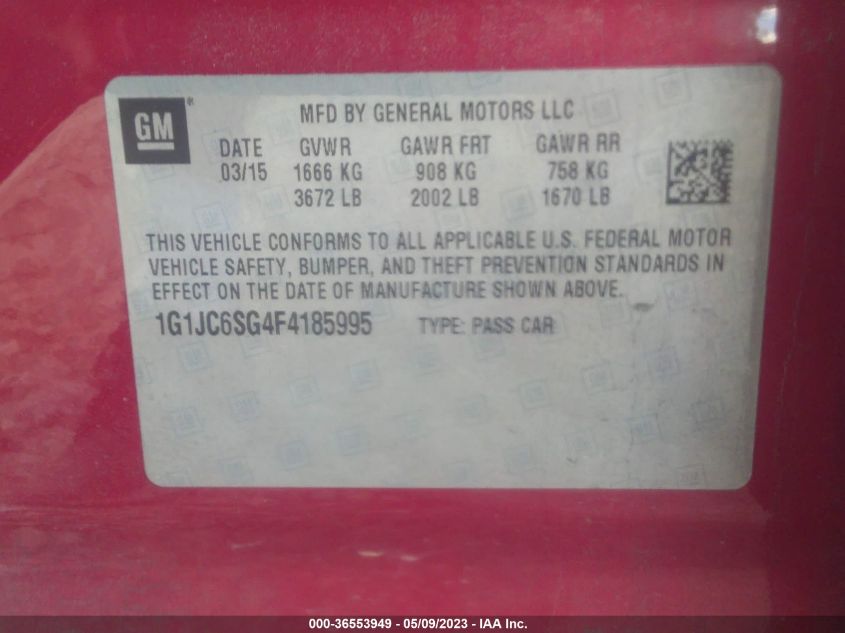 GM
MFD BY GENERAL MOTORS LLC
DATE GVWR GAWR FRT GAWR RR
03/15 1666 KG 908 KG 758 KG
3672 LB 2002 LB 1670 LB
THIS VEHICLE CONFORMS TO ALL APPLICABLE U.S. FEDERAL MOTOR
VEHICLE SAFETY, BUMPER, AND THEFT PREVENTION STANDARDS IN
EFFECT ON THE DATE OF MANUFACTURE SHOWN ABOVE.
1G1JC6SG4F4185995 TYPE: PASS CAR
000-36553949 - 05/09/2023 - IAA Inc.